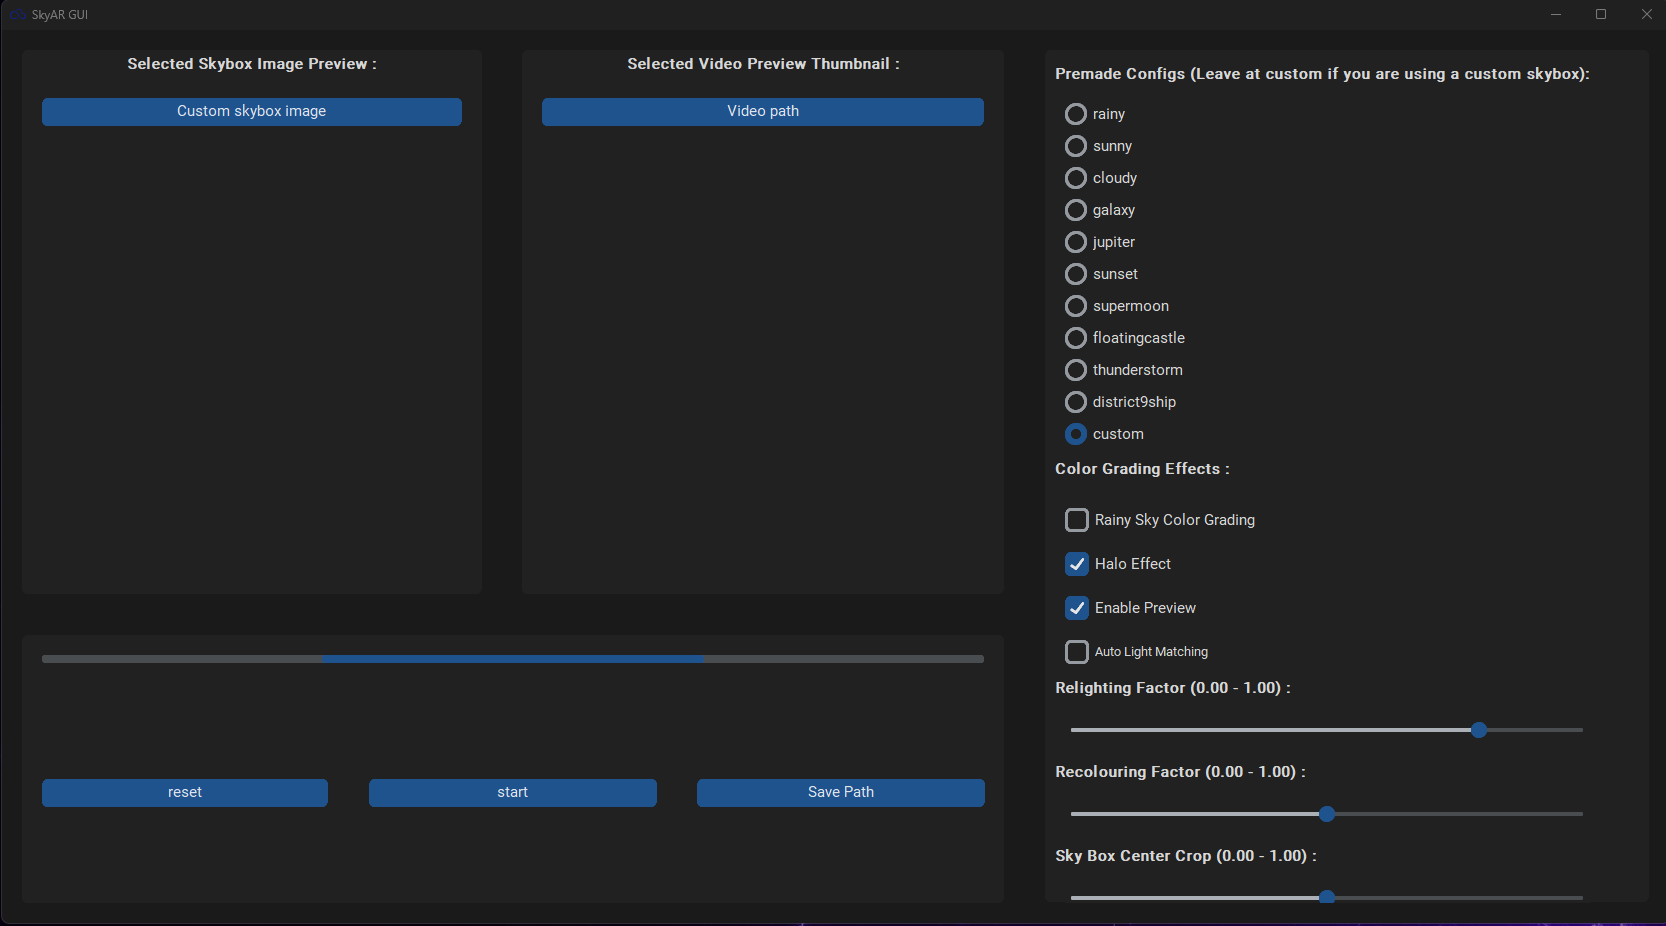 SkyAR GUI
Selected Skybox Image Preview :
Custom skybox image
Selected Video Preview Thumbnail :
Video path
reset
start
Save Path
Premade Configs (Leave at custom if you are using a custom skybox):
rainy
sunny
cloudy
galaxy
jupiter
sunset
supermoon
floatingcastle
thunderstorm
district9ship
custom
Color Grading Effects :
Rainy Sky Color Grading
Halo Effect
Enable Preview
Auto Light Matching
Relighting Factor (0.00 - 1.00) :
Recolouring Factor (0.00 - 1.00) :
Sky Box Center Crop (0.00 - 1.00) :